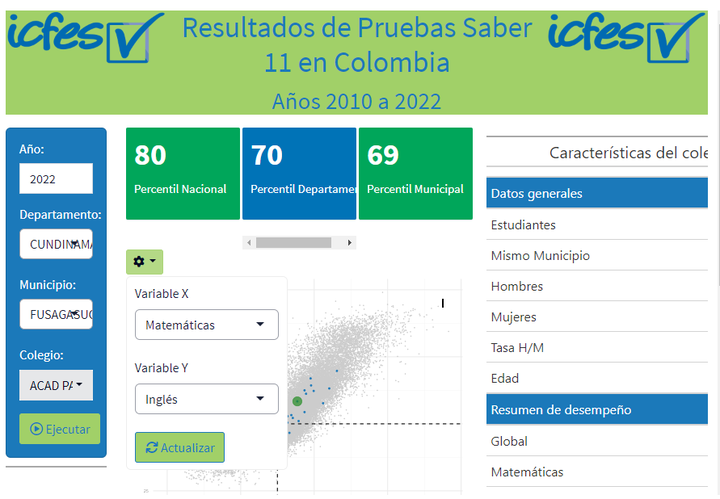 icfes
Resultados de Pruebas Saber
11 en Colombia
Años 2010 a 2022
icfes
Año:
2022
Departamento:
CUNDINAMA
Municipio:
FUSAGASUG
Colegio:
ACAD PA
Ejecutar
80
Percentil Nacional
70
Percentil Departamen
69
Percentil Municipal
Variable X
Matemáticas
Variable Y
Inglés
Actualizar
Características del cole
Datos generales
Estudiantes
Mismo Municipio
Hombres
Mujeres
Tasa H/M
Edad
Resumen de desempeño
Global
Matemáticas